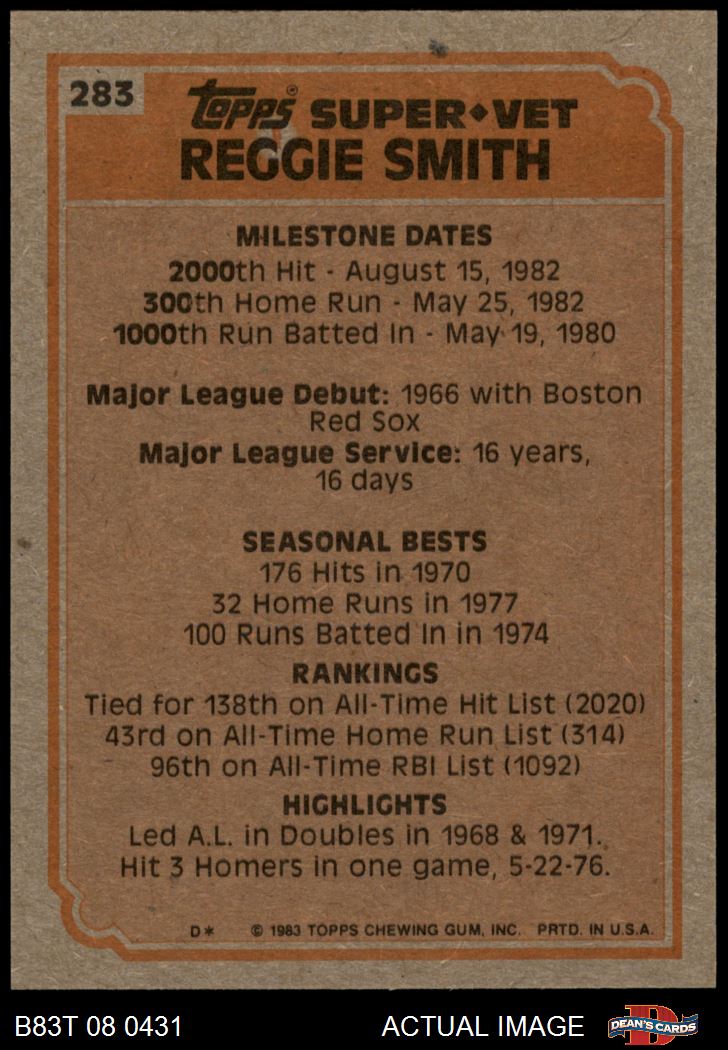 283
TOPPS® SUPER◆VET
REGGIE SMITH
MILESTONE DATES
2000th Hit - August 15, 1982
300th Home Run - May 25, 1982
1000th Run Batted In - May 19, 1980
Major League Debut: 1966 with Boston
Red Sox
Major League Service: 16 years,
16 days
SEASONAL BESTS
176 Hits in 1970
32 Home Runs in 1977
100 Runs Batted In in 1974
RANKINGS
Tied for 138th on All-Time Hit List (2020)
43rd on All-Time Home Run List (314)
96th on All-Time RBI List (1092)
HIGHLIGHTS
Led A.L. in Doubles in 1968 & 1971.
Hit 3 Homers in one game, 5-22-76.
D* © 1983 TOPPS CHEWING GUM, INC. PRTD. IN U.S.A.
B83T 08 0431 ACTUAL IMAGE D DEAN'S CARDS